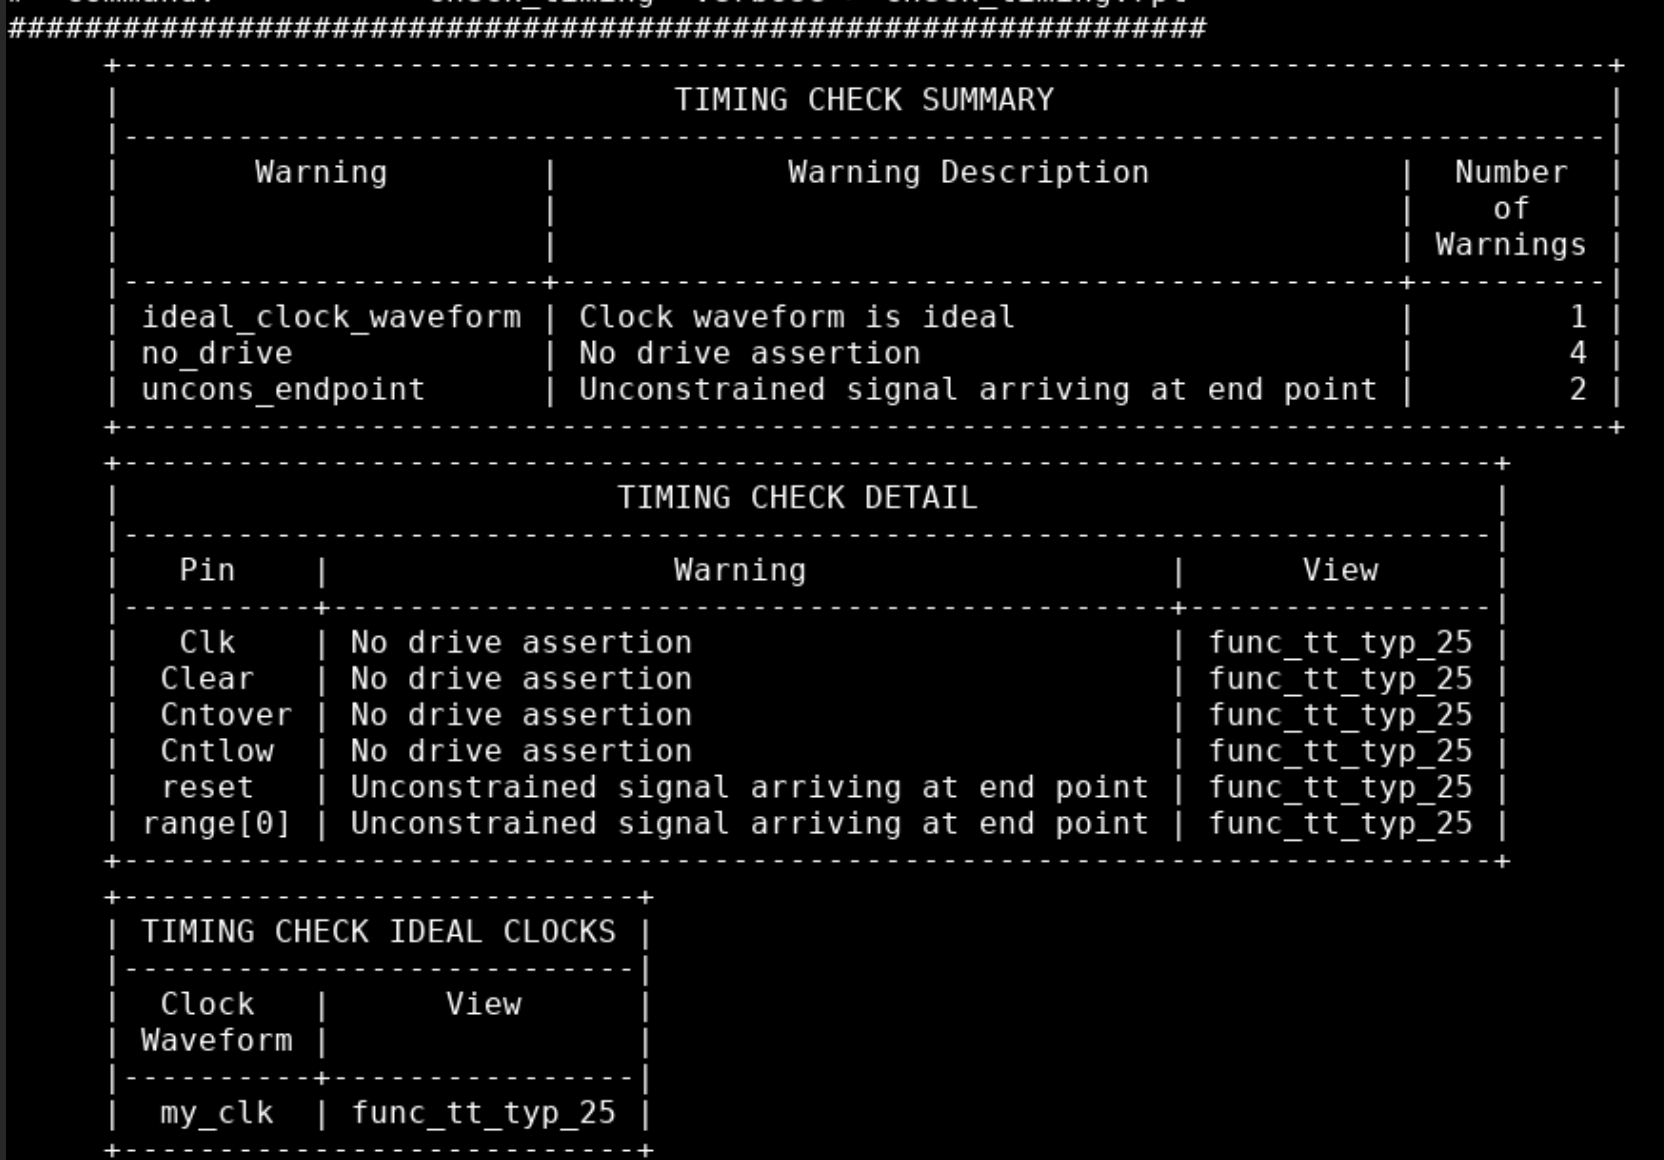 ###############################################################
+-------------------------------------------------------------------------------+
| TIMING CHECK SUMMARY |
|-------------------------------------------------------------------------------|
| Warning | Warning Description | Number |
| | | of |
| | | Warnings |
|----------------------+---------------------------------------------+----------|
| ideal_clock_waveform | Clock waveform is ideal | 1 |
| no_drive | No drive assertion | 4 |
| uncons_endpoint | Unconstrained signal arriving at end point | 2 |
+-------------------------------------------------------------------------------+
+-------------------------------------------------------------------------+
| TIMING CHECK DETAIL |
|-------------------------------------------------------------------------|
| Pin | Warning | View |
|----------+--------------------------------------------+----------------|
| Clk | No drive assertion | func_tt_typ_25 |
| Clear | No drive assertion | func_tt_typ_25 |
| Cntover | No drive assertion | func_tt_typ_25 |
| Cntlow | No drive assertion | func_tt_typ_25 |
| reset | Unconstrained signal arriving at end point | func_tt_typ_25 |
| range[0] | Unconstrained signal arriving at end point | func_tt_typ_25 |
+-------------------------------------------------------------------------+
+---------------------------+
| TIMING CHECK IDEAL CLOCKS |
|---------------------------|
| Clock | View |
| Waveform | |
|----------+----------------|
| my_clk | func_tt_typ_25 |
+---------------------------+